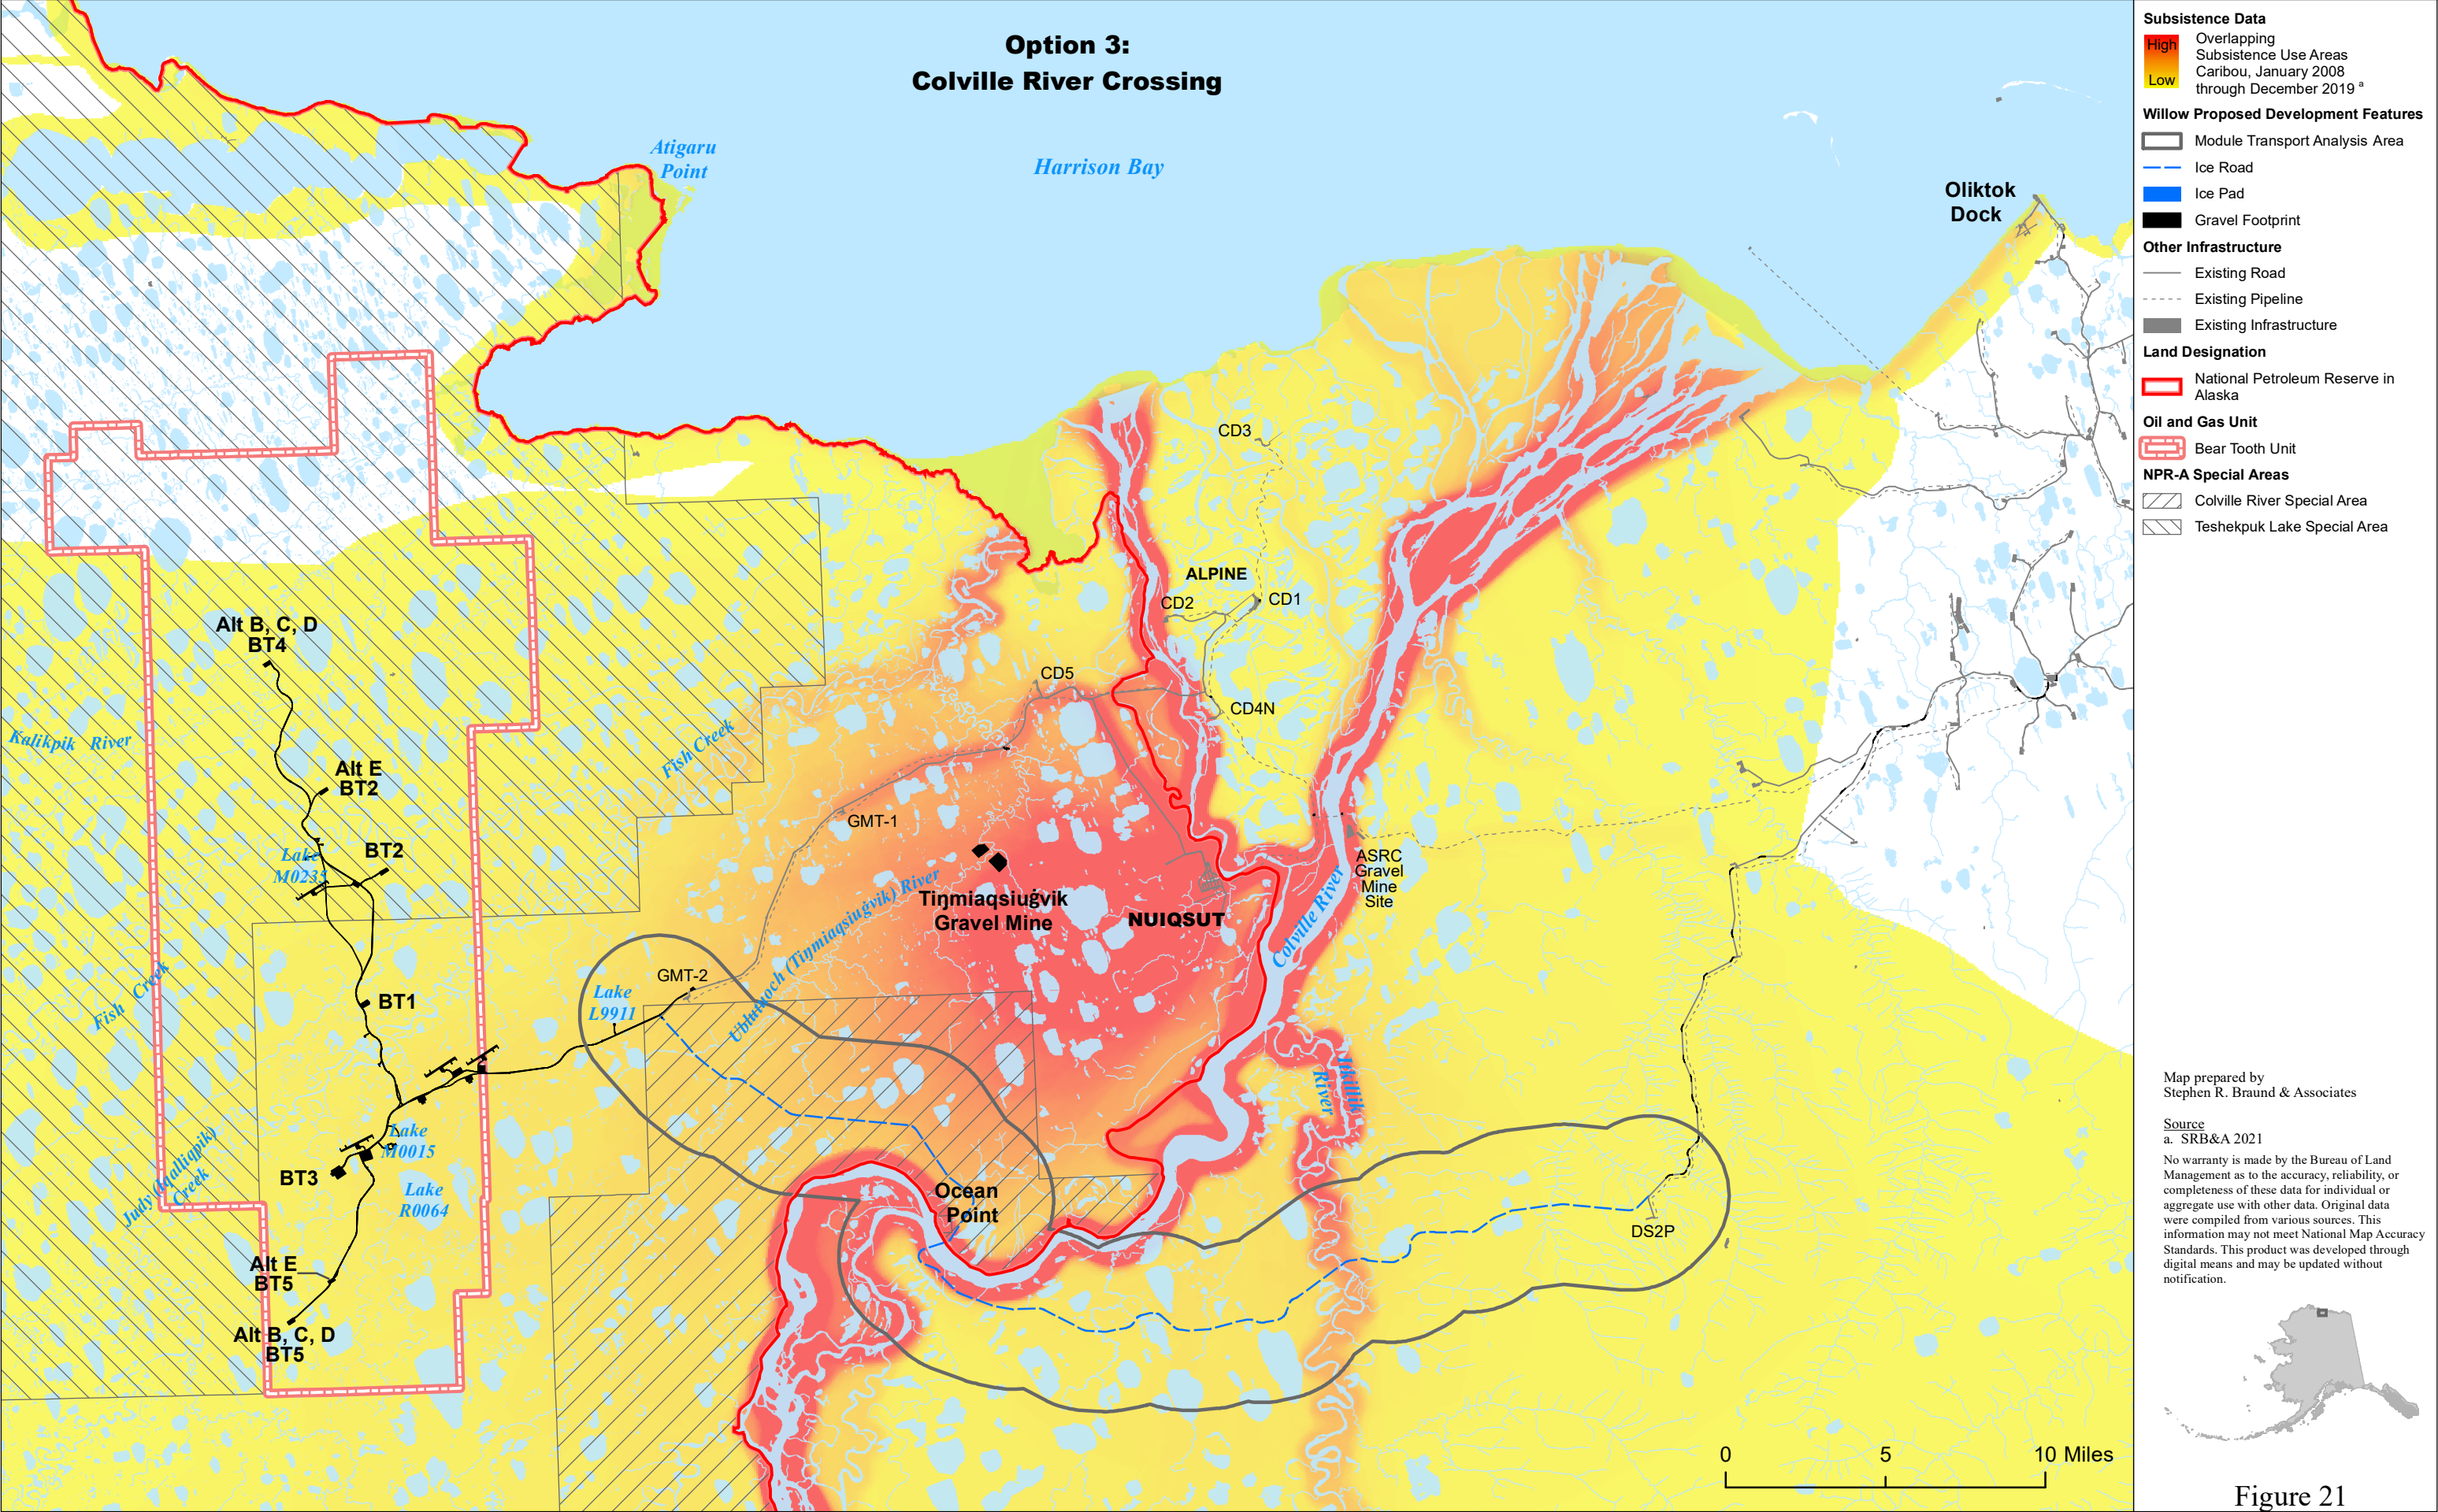 Option 3:
Colville River Crossing
Atigaru
Point
Harrison Bay
Oliktok
Dock
CD3
ALPINE
CD2
CD1
Alt B, C, D
BT4
CD5
CD4N
Kalikpik River
Fish Creek
Alt E
BT2
GMT-1
BT2
Lake
M0235
ASRC
Gravel
Mine
Site
Tiŋmiaqsiuġvik
Gravel Mine
NUIQSUT
Colville River
Ublutuoch (Tiŋmiaqsiuġvik) River
GMT-2
Lake
L9911
BT1
Fish Creek
Itkillik
River
Lake
M0015
BT3
Judy (Iqalliqpik)
Creek
Lake
R0064
Ocean
Point
DS2P
Alt E
BT5
Alt B, C, D
BT5
0 5 10 Miles
Subsistence Data
High
Low
Overlapping
Subsistence Use Areas
Caribou, January 2008
through December 2019 a
Willow Proposed Development Features
Module Transport Analysis Area
Ice Road
Ice Pad
Gravel Footprint
Other Infrastructure
Existing Road
Existing Pipeline
Existing Infrastructure
Land Designation
National Petroleum Reserve in
Alaska
Oil and Gas Unit
Bear Tooth Unit
NPR-A Special Areas
Colville River Special Area
Teshekpuk Lake Special Area
Map prepared by
Stephen R. Braund & Associates
Source
a. SRB&A 2021
No warranty is made by the Bureau of Land
Management as to the accuracy, reliability, or
completeness of these data for individual or
aggregate use with other data. Original data
were compiled from various sources. This
information may not meet National Map Accuracy
Standards. This product was developed through
digital means and may be updated without
notification.
Figure 21